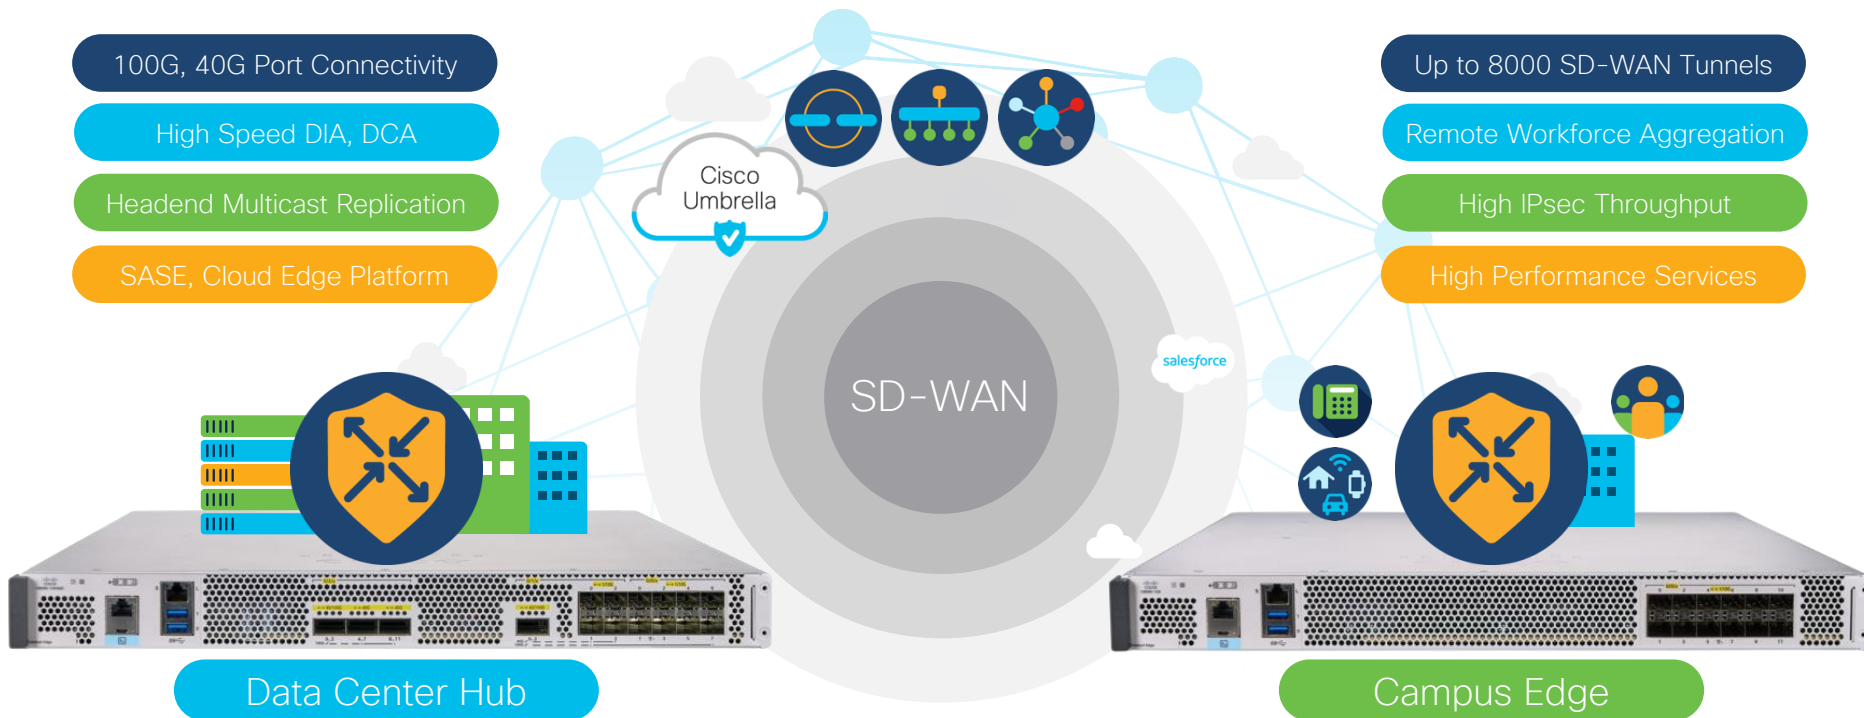 100G, 40G Port Connectivity
High Speed DIA, DCA
Headend Multicast Replication
SASE, Cloud Edge Platform
Cisco
Umbrella
SD-WAN
salesforce
Up to 8000 SD-WAN Tunnels
Remote Workforce Aggregation
High IPsec Throughput
High Performance Services
Data Center Hub
Campus Edge